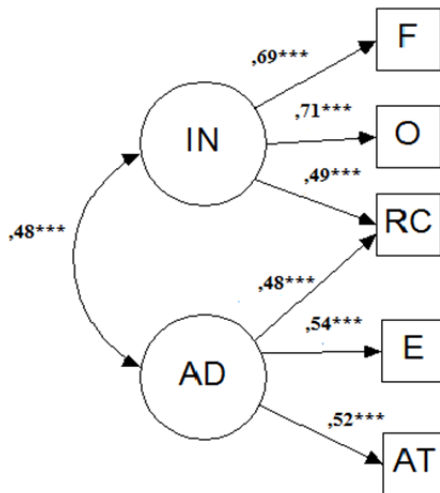 F
,69***
,71***
IN
O
,49***
RC
,48***
,48***
,54***
E
AD
,52***
AT